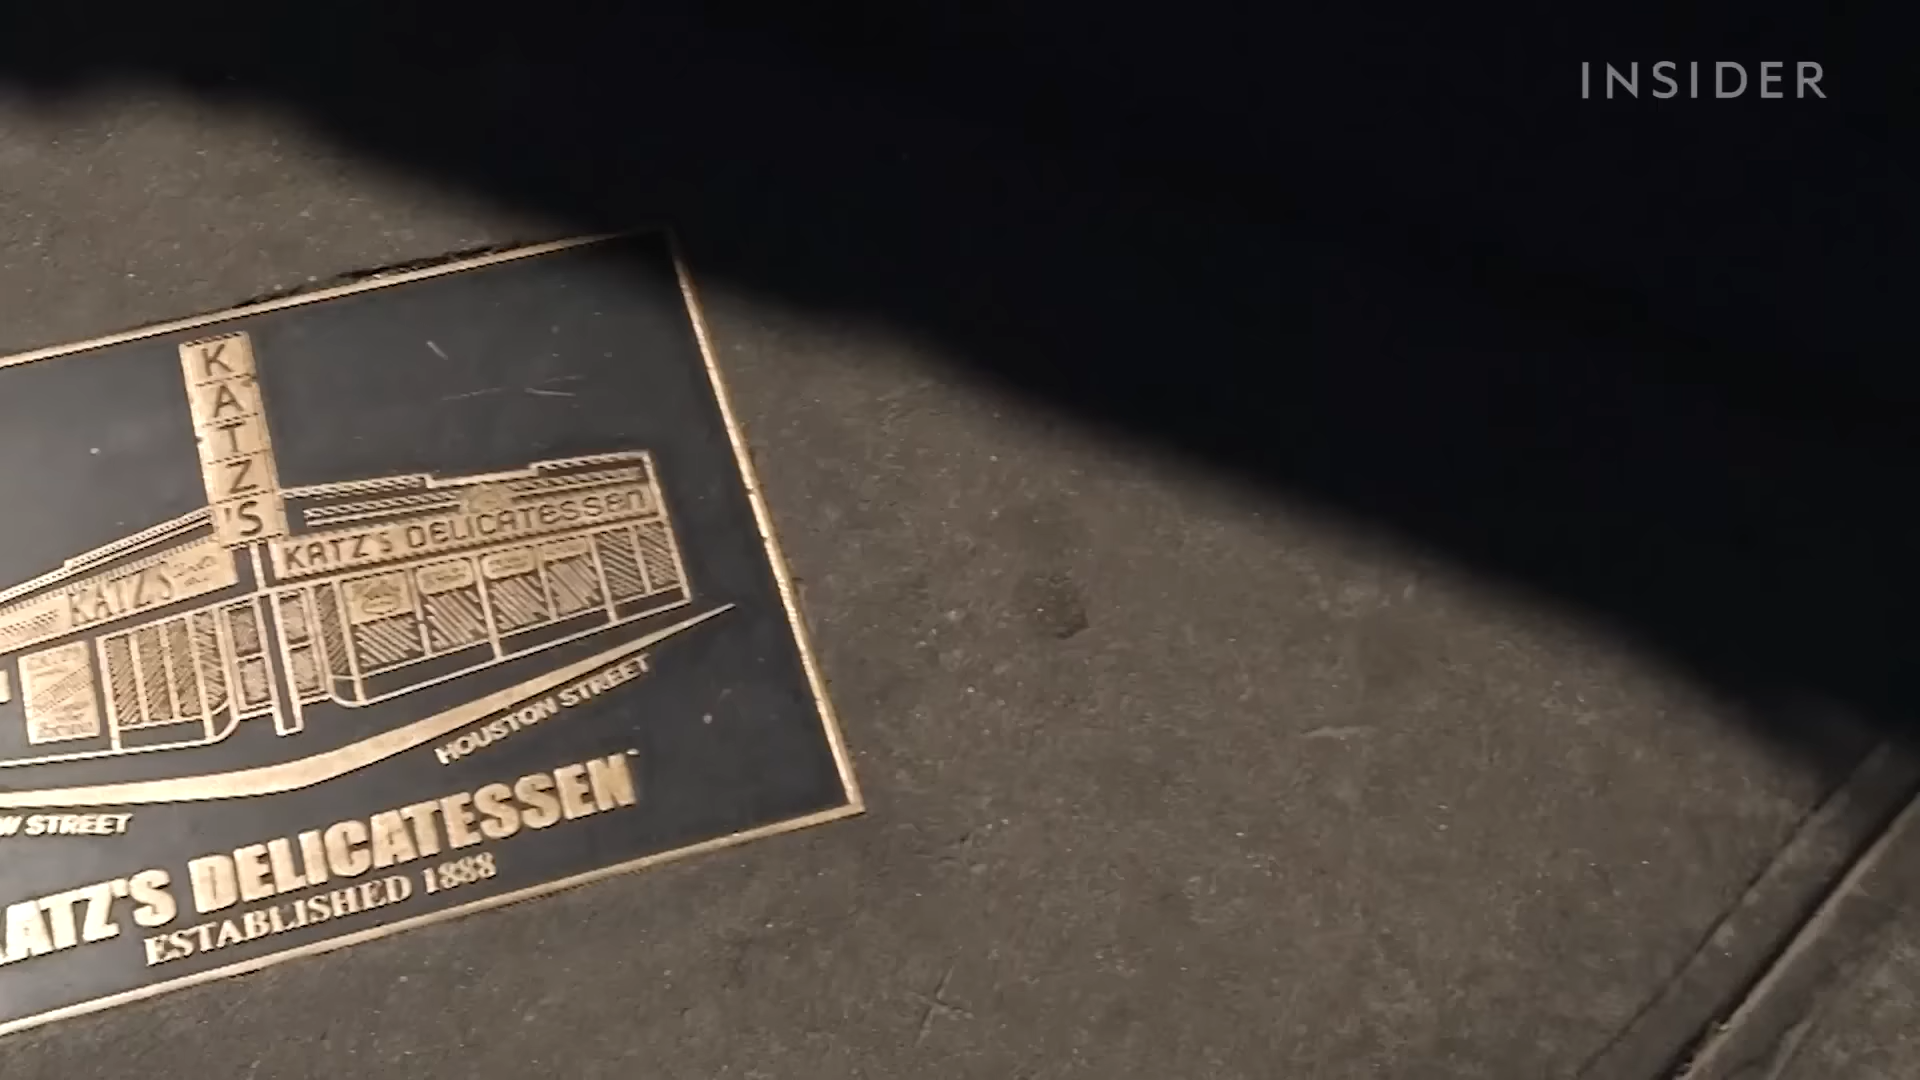 INSIDER
KATZ'S
KATZ's DELICATESSEN
KATZ'S
HOUSTON STREET
W STREET
KATZ'S DELICATESSEN
ESTABLISHED 1888